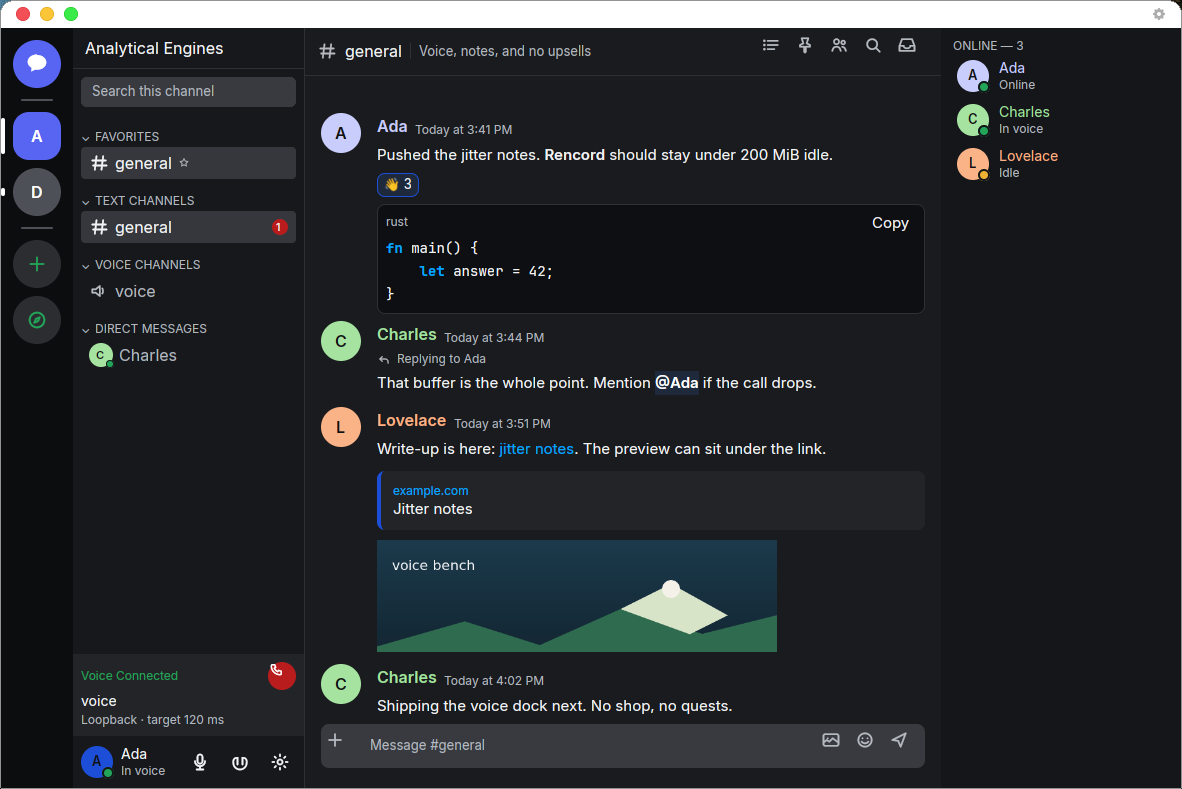 Analytical Engines
Search this channel
FAVORITES
general
TEXT CHANNELS
general
1
VOICE CHANNELS
voice
DIRECT MESSAGES
C
Charles
A
D
Voice Connected
voice
Loopback · target 120 ms
A
Ada
In voice
# general
Voice, notes, and no upsells
A
Ada Today at 3:41 PM
Pushed the jitter notes. Rencord should stay under 200 MiB idle.
👋 3
rust
Copy
fn main() {
    let answer = 42;
}
C
Charles Today at 3:44 PM
Replying to Ada
That buffer is the whole point. Mention @Ada if the call drops.
L
Lovelace Today at 3:51 PM
Write-up is here: jitter notes. The preview can sit under the link.
example.com
Jitter notes
voice bench
C
Charles Today at 4:02 PM
Shipping the voice dock next. No shop, no quests.
Message #general
ONLINE — 3
A
Ada
Online
C
Charles
In voice
L
Lovelace
Idle